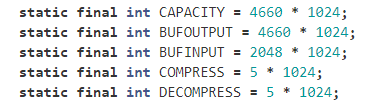 static final int CAPACITY = 4660 * 1024;
static final int BUFOUTPUT = 4660 * 1024;
static final int BUFINPUT = 2048 * 1024;
static final int COMPRESS = 5 * 1024;
static final int DECOMPRESS = 5 * 1024;